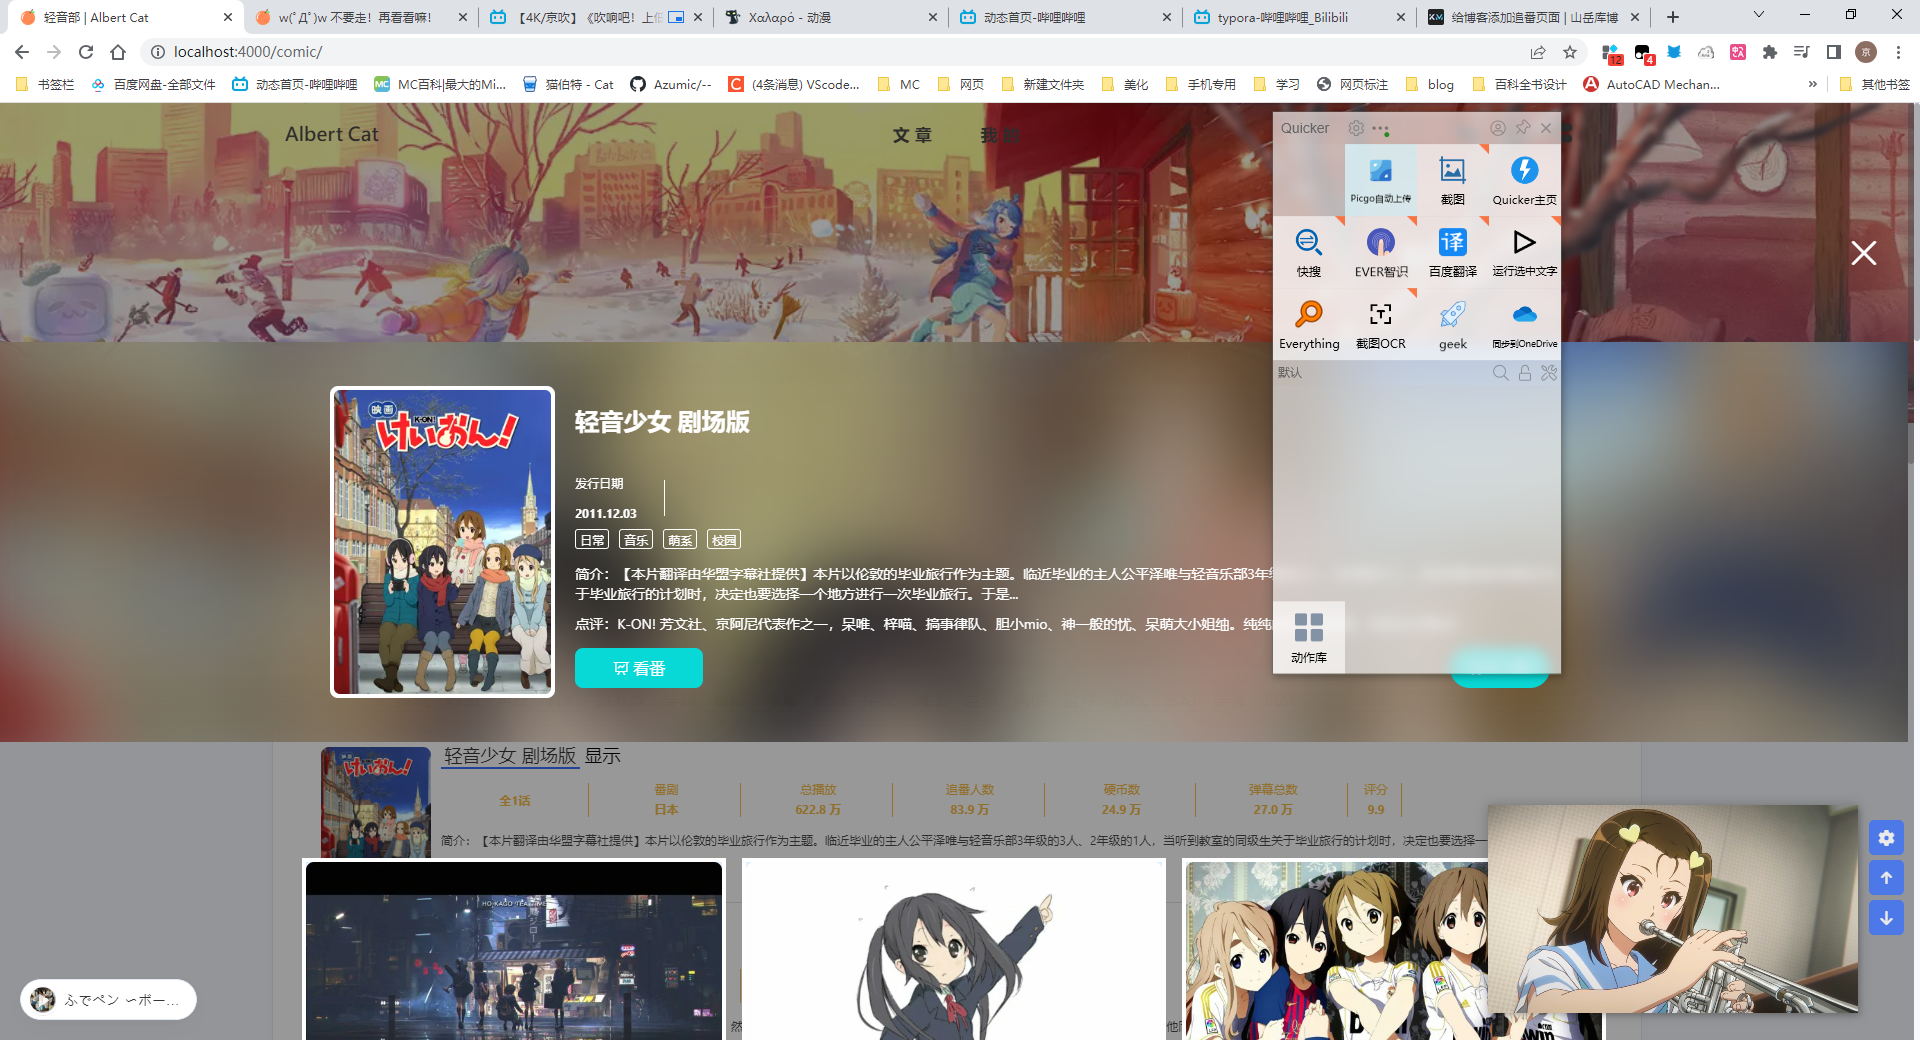 轻音部 | Albert Cat
w(ﾟДﾟ)w 不要走！再看看嘛！
【4K/京吹】《吹响吧！上低
Χαλαρό - 动漫
动态首页-哔哩哔哩
typora-哔哩哔哩_Bilibili
给博客添加追番页面 | 山岳库博
localhost:4000/comic/
12
4
京
书签栏
百度网盘-全部文件
动态首页-哔哩哔哩
MC百科|最大的Mi...
猫伯特 - Cat
Azumic/--
(4条消息) VScode...
MC
网页
新建文件夹
美化
手机专用
学习
网页标注
blog
百科全书设计
AutoCAD Mechan...
»
其他书签
Albert Cat
文 章
我 的
Quicker
Picgo自动上传
截图
Quicker主页
快搜
EVER智识
百度翻译
运行选中文字
Everything
截图OCR
geek
同步到OneDrive
默认
动作库
映画
K-ON!
けいおん!
轻音少女 剧场版
发行日期
2011.12.03
日常
音乐
萌系
校园
简介：【本片翻译由华盟字幕社提供】本片以伦敦的毕业旅行作为主题。临近毕业的主人公平泽唯与轻音乐部3年
于毕业旅行的计划时，决定也要选择一个地方进行一次毕业旅行。于是...
点评：K-ON! 芳文社、京阿尼代表作之一，呆唯、梓喵、搞事律队、胆小mio、神一般的忧、呆萌大小姐䌷。纯纯
看番
轻音少女 剧场版 显示
全1话
番剧
日本
总播放
622.8 万
追番人数
83.9 万
硬币数
24.9 万
弹幕总数
27.0 万
评分
9.9
简介：【本片翻译由华盟字幕社提供】本片以伦敦的毕业旅行作为主题。临近毕业的主人公平泽唯与轻音乐部3年级的3人、2年级的1人，当听到教室的同级生关于毕业旅行的计划时，决定也要选择一
HO-KAGO TEA TIME
然
他
ふでペン ～ボー...